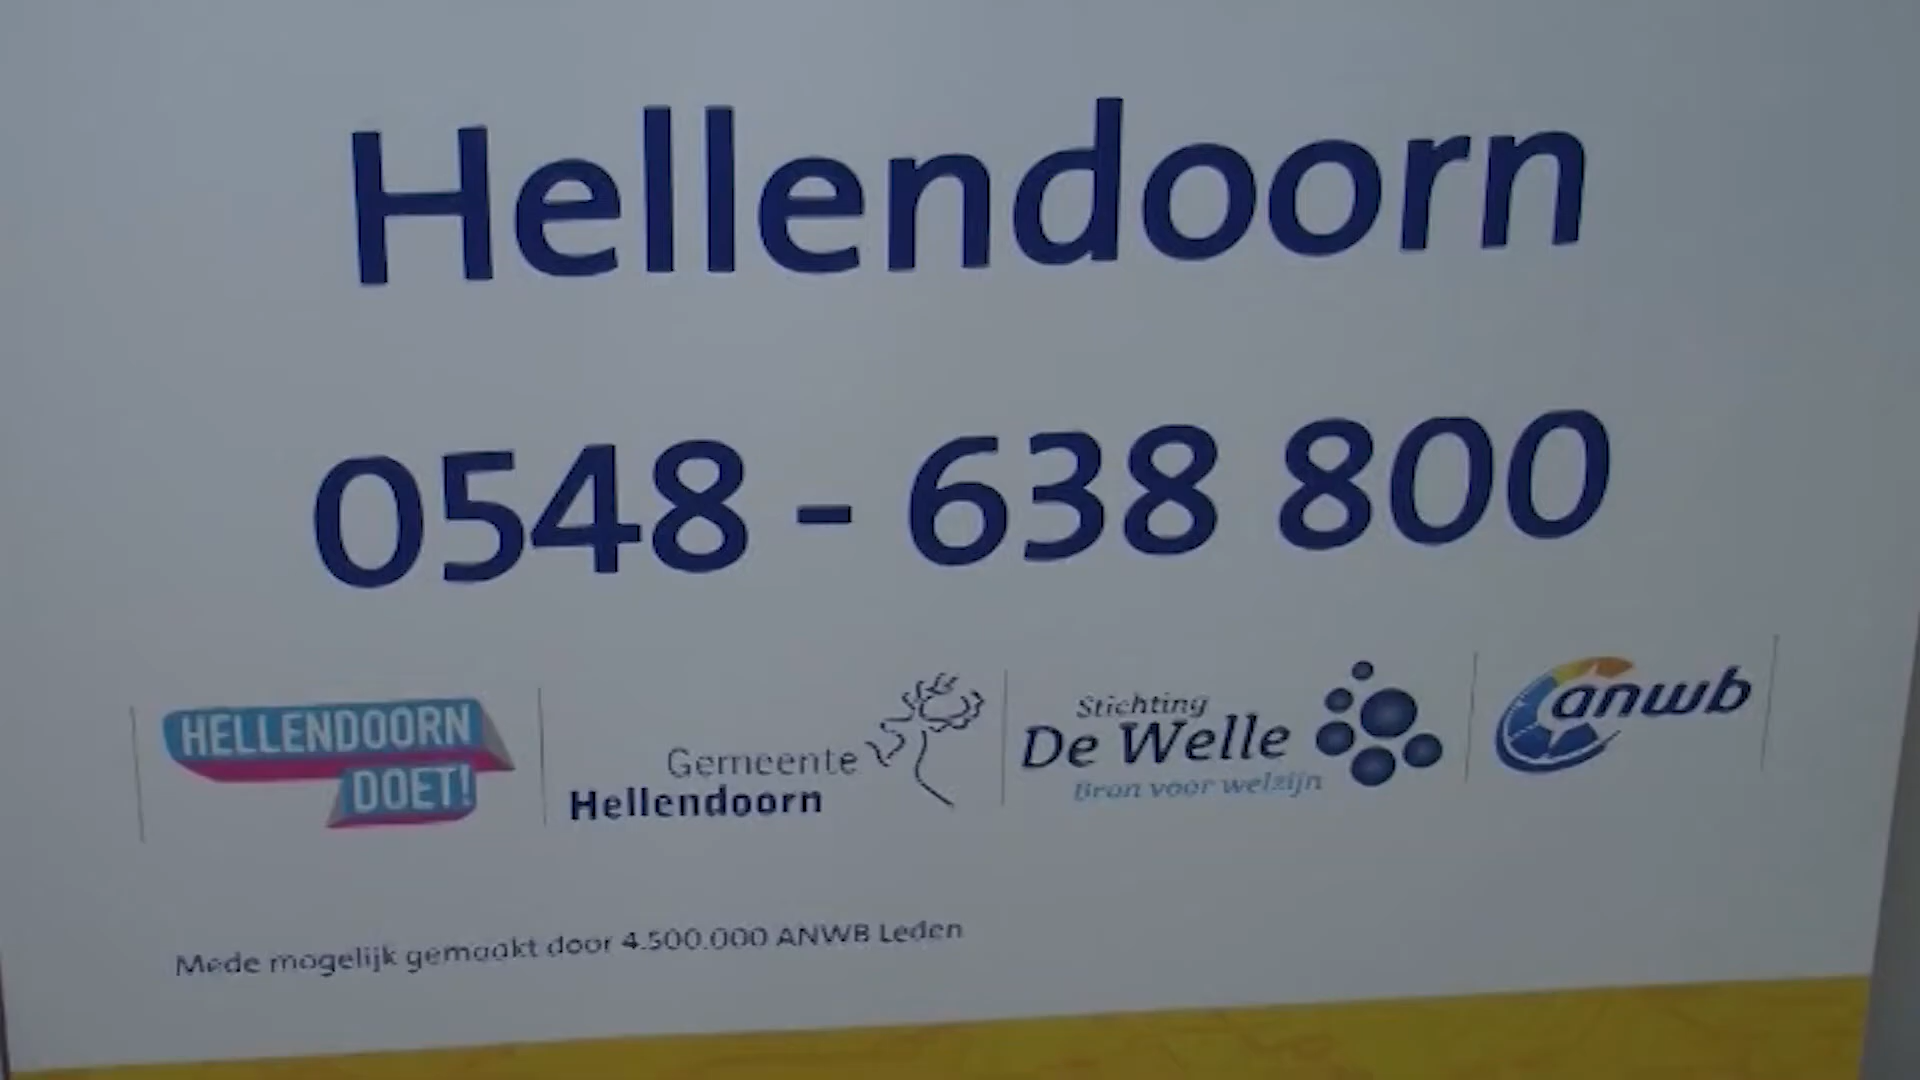 Hellendoorn
0548 - 638 800
HELLENDOORN
DOET!
Gemeente
Hellendoorn
Stichting
De Welle
Bron voor welzijn
anwb
Mede mogelijk gemaakt door 4.500.000 ANWB Leden